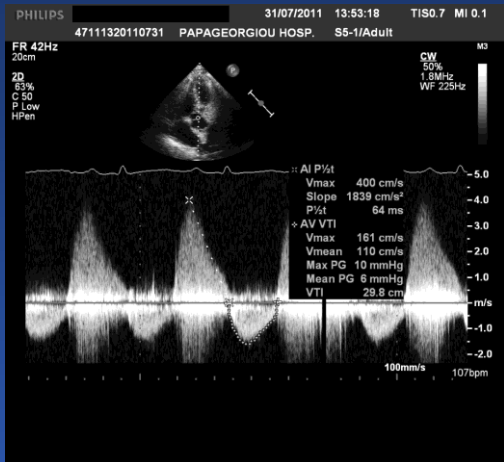 PHILIPS 31/07/2011 13:53:18 TIS0.7 MI 0.1
47111320110731 PAPAGEORGIOU HOSP. S5-1/Adult
FR 42Hz
20cm
2D
63%
C 50
P Low
HPen
M3
CW
50%
1.8MHz
WF 225Hz
AI P½t
Vmax 400 cm/s
Slope 1839 cm/s²
P½t 64 ms
AV VTI
Vmax 161 cm/s
Vmean 110 cm/s
Max PG 10 mmHg
Mean PG 6 mmHg
VTI 29.8 cm
5.0
4.0
3.0
2.0
1.0
m/s
-1.0
-2.0
100mm/s
107bpm